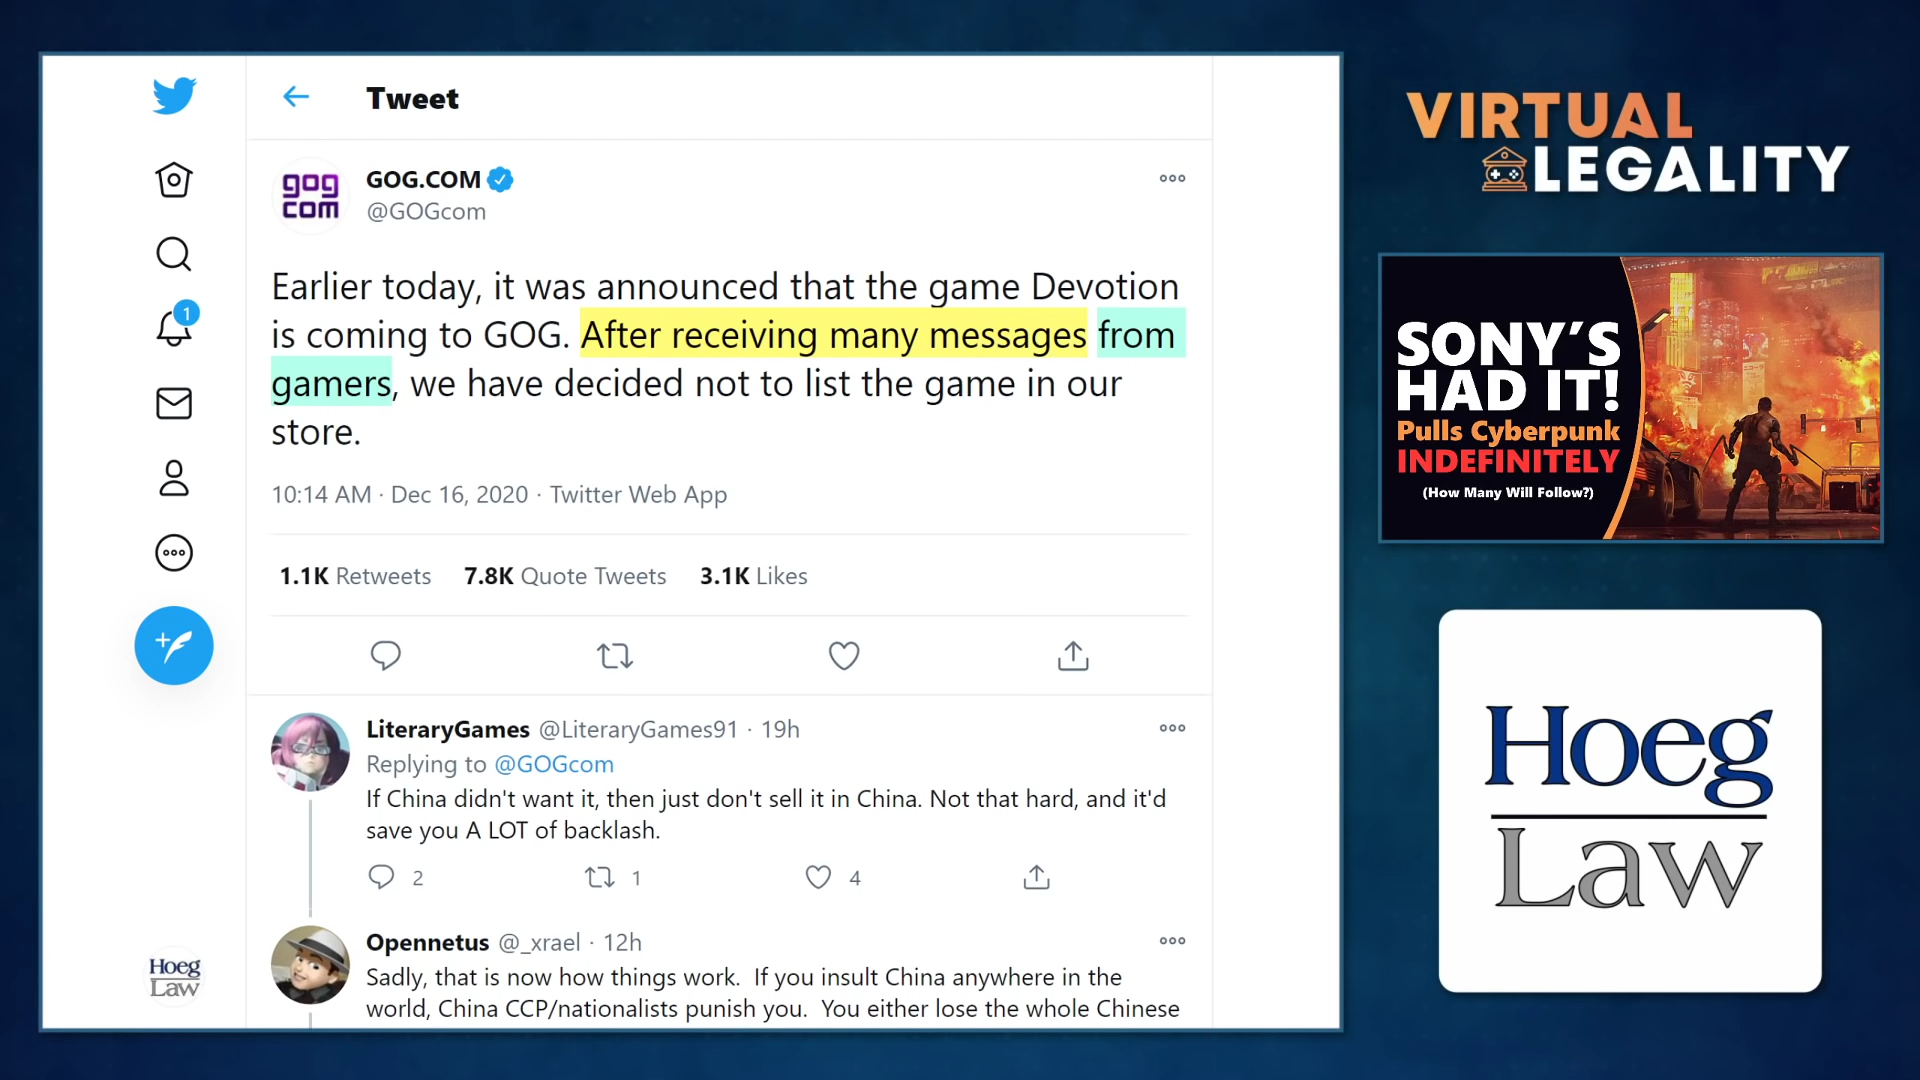 Tweet
gog
com
GOG.COM
@GOGcom
Earlier today, it was announced that the game Devotion
is coming to GOG. After receiving many messages from
gamers, we have decided not to list the game in our
store.
10:14 AM · Dec 16, 2020 · Twitter Web App
1.1K Retweets 7.8K Quote Tweets 3.1K Likes
1
LiteraryGames @LiteraryGames91 · 19h
Replying to @GOGcom
If China didn't want it, then just don't sell it in China. Not that hard, and it'd
save you A LOT of backlash.
2 1 4
Opennetus @_xrael · 12h
Sadly, that is now how things work. If you insult China anywhere in the
world, China CCP/nationalists punish you. You either lose the whole Chinese
Hoeg
Law
VIRTUAL
LEGALITY
SONY'S
HAD IT!
Pulls Cyberpunk
INDEFINITELY
(How Many Will Follow?)
Hoeg
Law